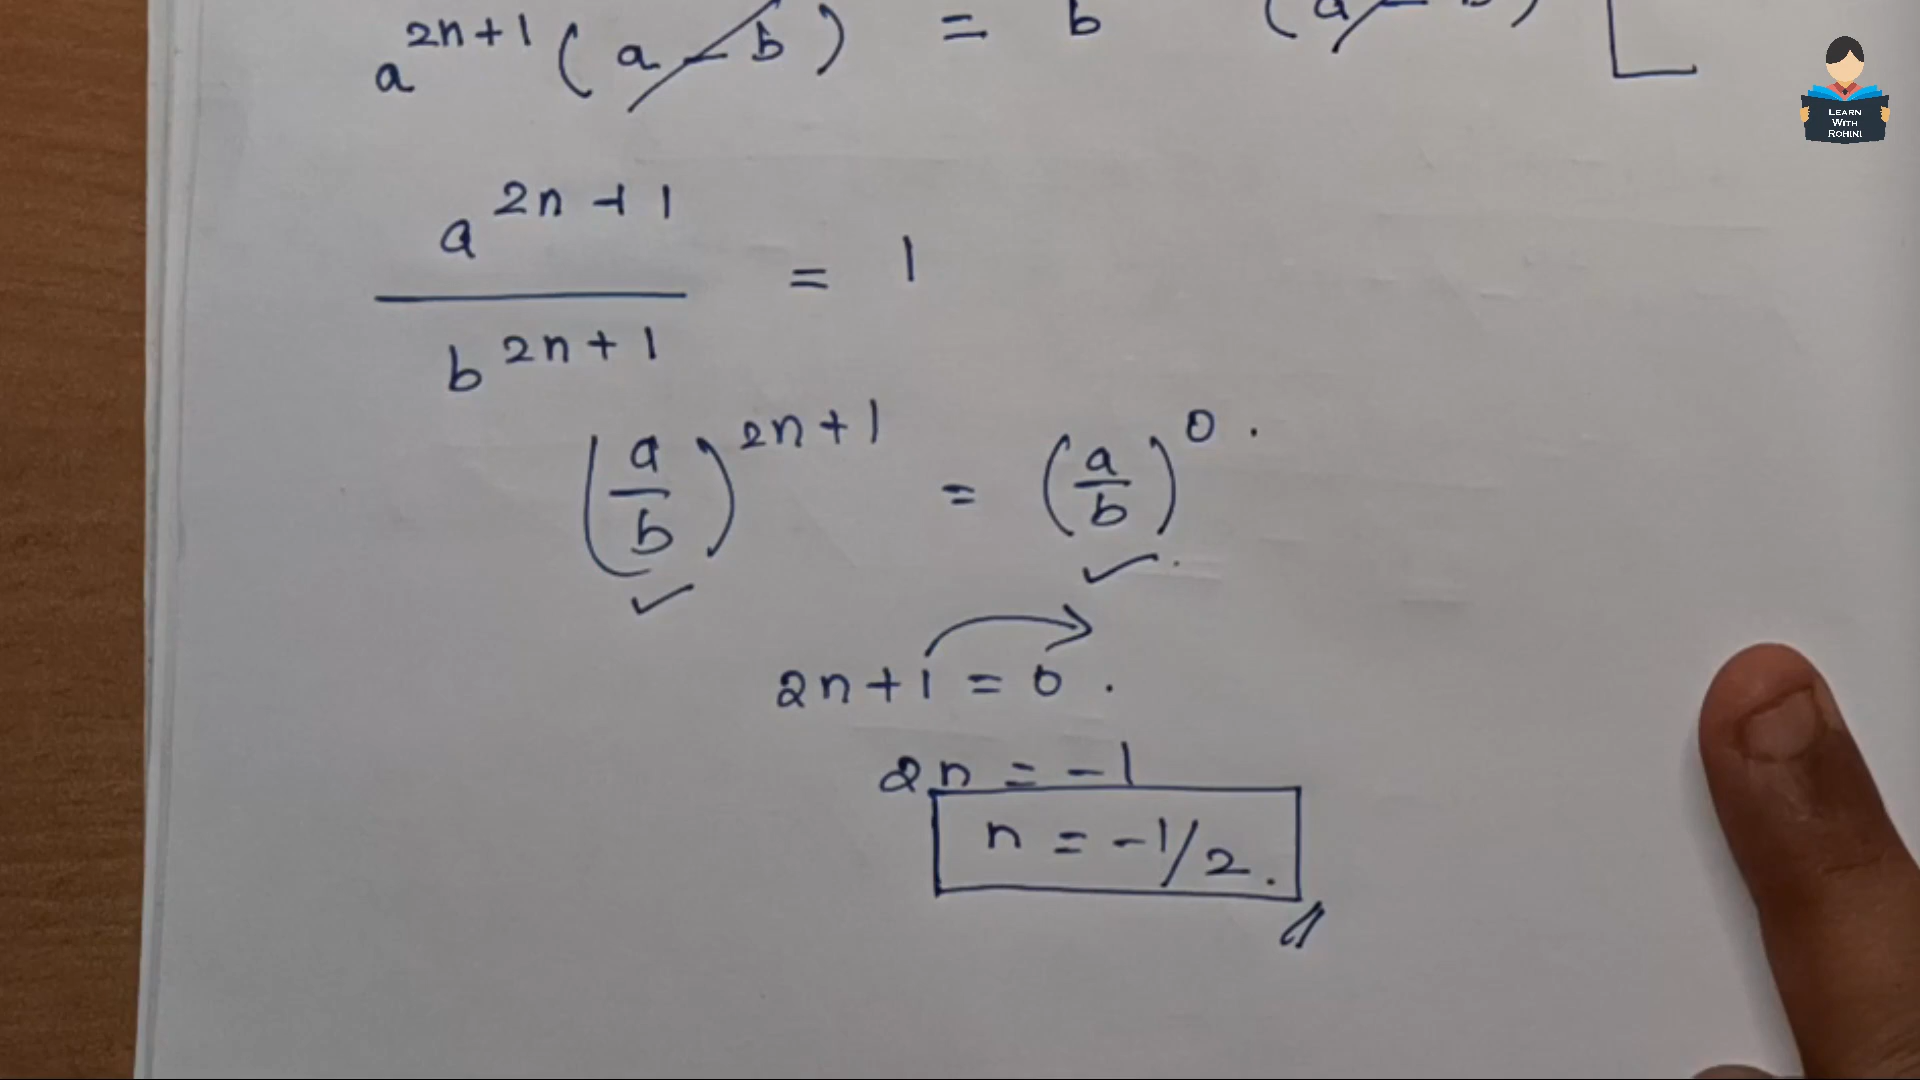 a^{2n+1} (a - b) = b (a - b)
a^{2n+1} / b^{2n+1} = 1
(a/b)^{2n+1} = (a/b)^0 .
2n+1 = 0 .
2n = -1
n = -1/2 .
LEARN
WITH
ROHINI